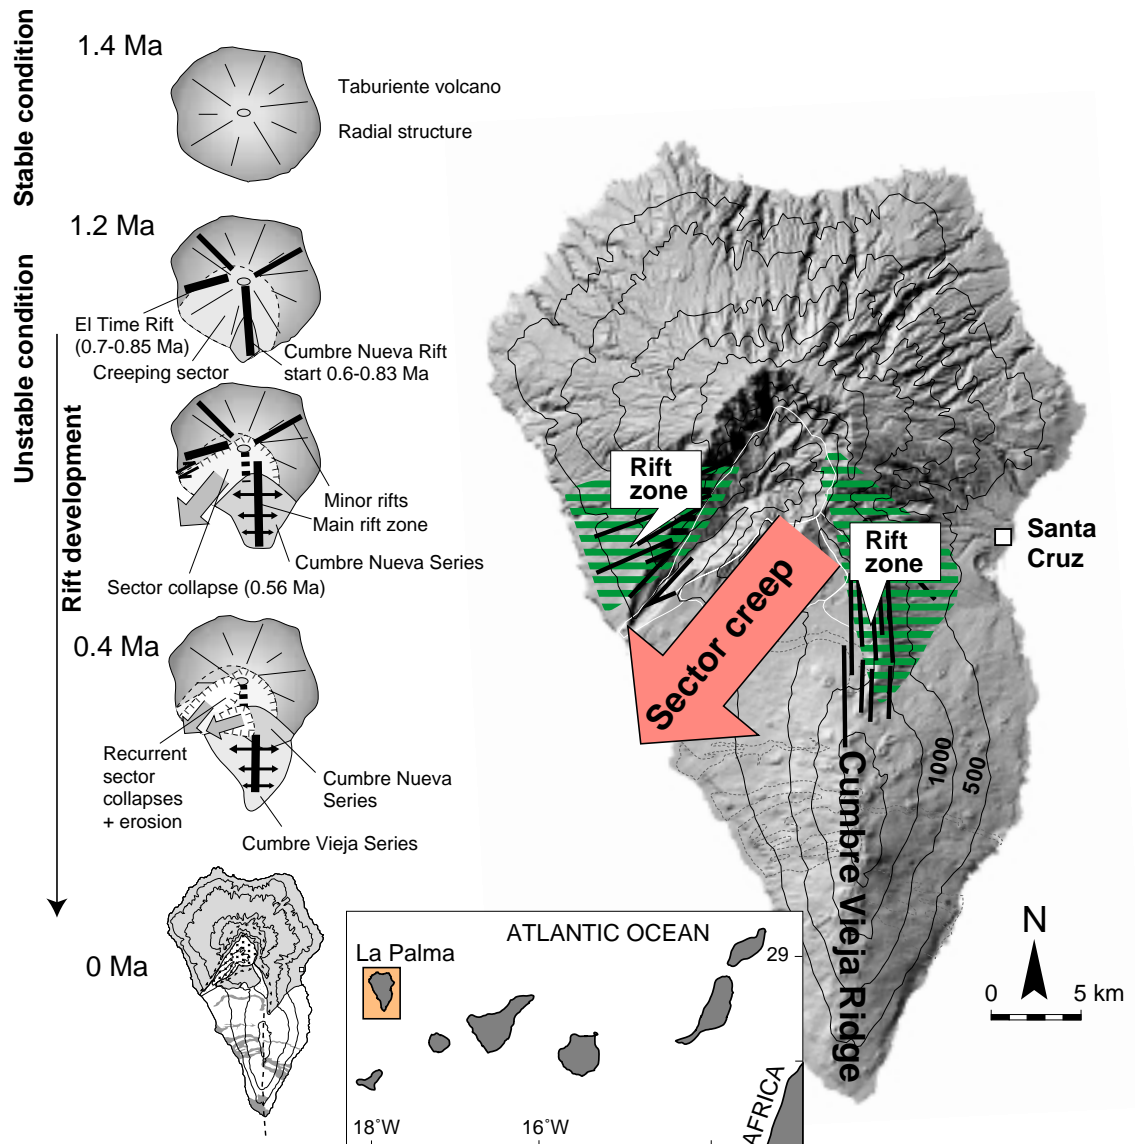 Stable condition
1.4 Ma
Taburiente volcano
Radial structure
Unstable condition
1.2 Ma
El Time Rift
(0.7-0.85 Ma)
Creeping sector
Cumbre Nueva Rift
start 0.6-0.83 Ma
Rift development
Minor rifts
Main rift zone
Cumbre Nueva Series
Sector collapse (0.56 Ma)
0.4 Ma
Recurrent
sector
collapses
+ erosion
Cumbre Nueva
Series
Cumbre Vieja Series
0 Ma
Rift
zone
Rift
zone
Santa
Cruz
Sector creep
1000
500
Cumbre Vieja Ridge
N
0 5 km
ATLANTIC OCEAN
La Palma
29
AFRICA
18°W
16°W